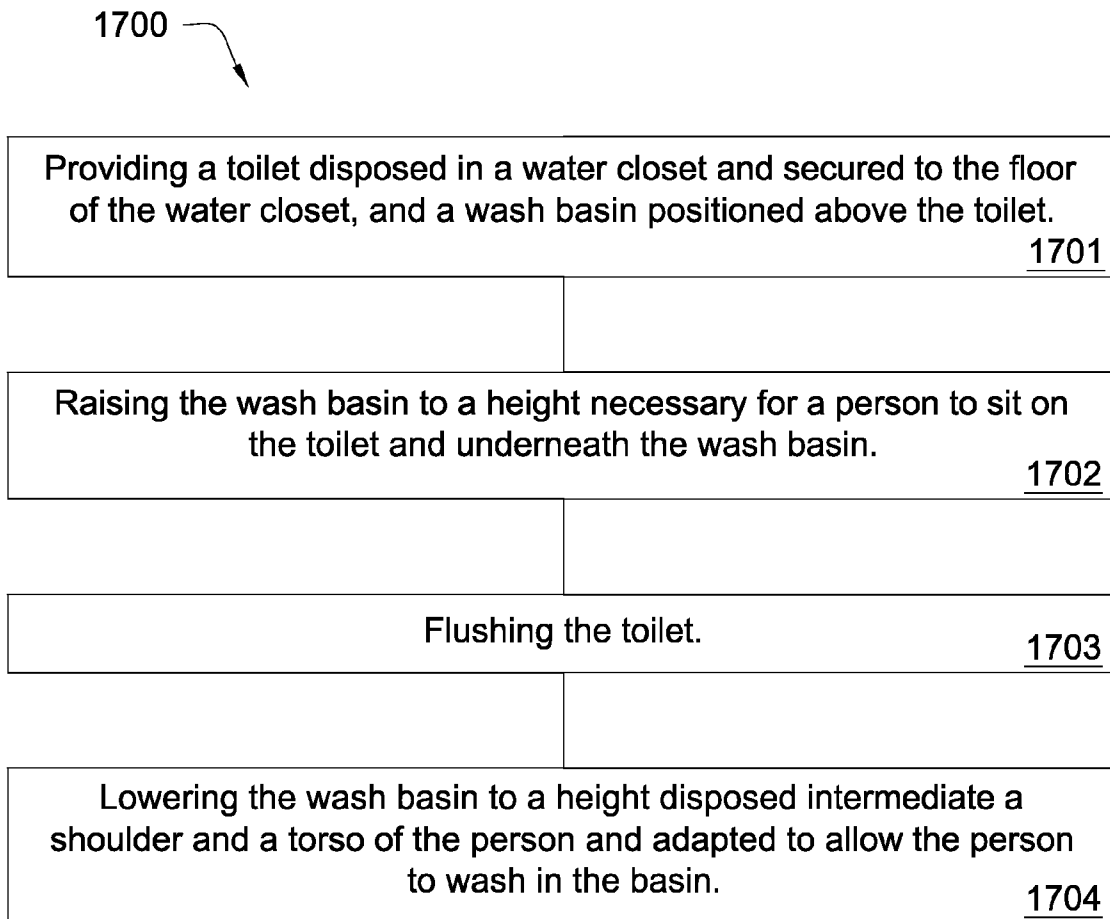 1700
Providing a toilet disposed in a water closet and secured to the floor
of the water closet, and a wash basin positioned above the toilet.
1701
Raising the wash basin to a height necessary for a person to sit on
the toilet and underneath the wash basin.
1702
Flushing the toilet.
1703
Lowering the wash basin to a height disposed intermediate a
shoulder and a torso of the person and adapted to allow the person
to wash in the basin.
1704